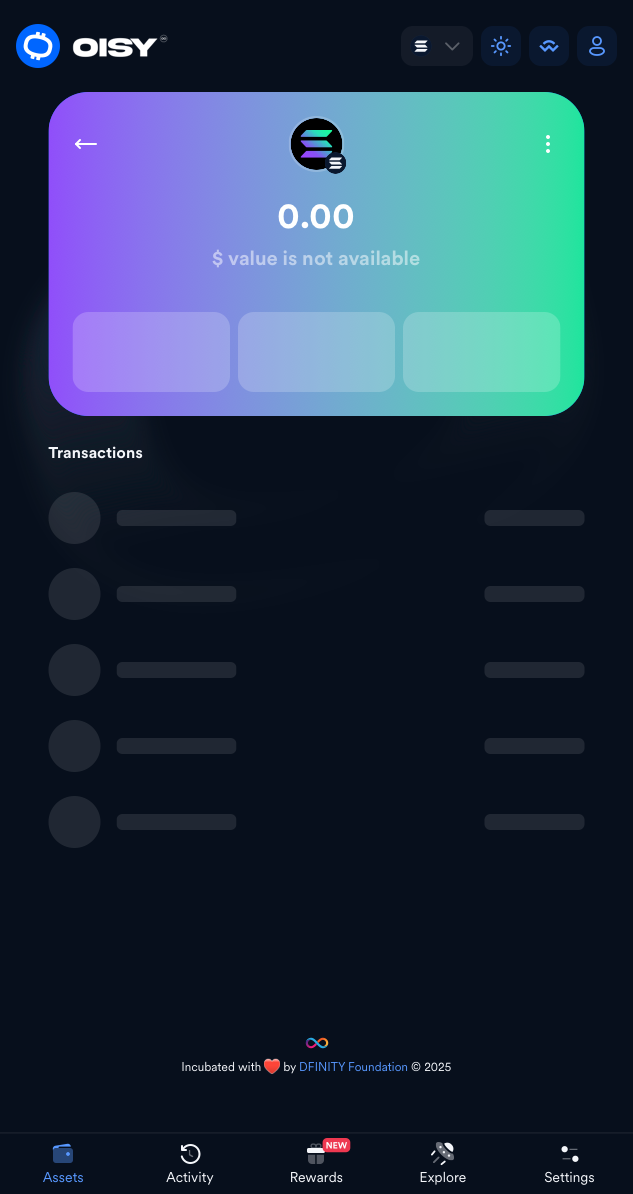 OISY
0.00
$ value is not available
Transactions
Incubated with ❤️ by DFINITY Foundation © 2025
NEW
Assets
Activity
Rewards
Explore
Settings